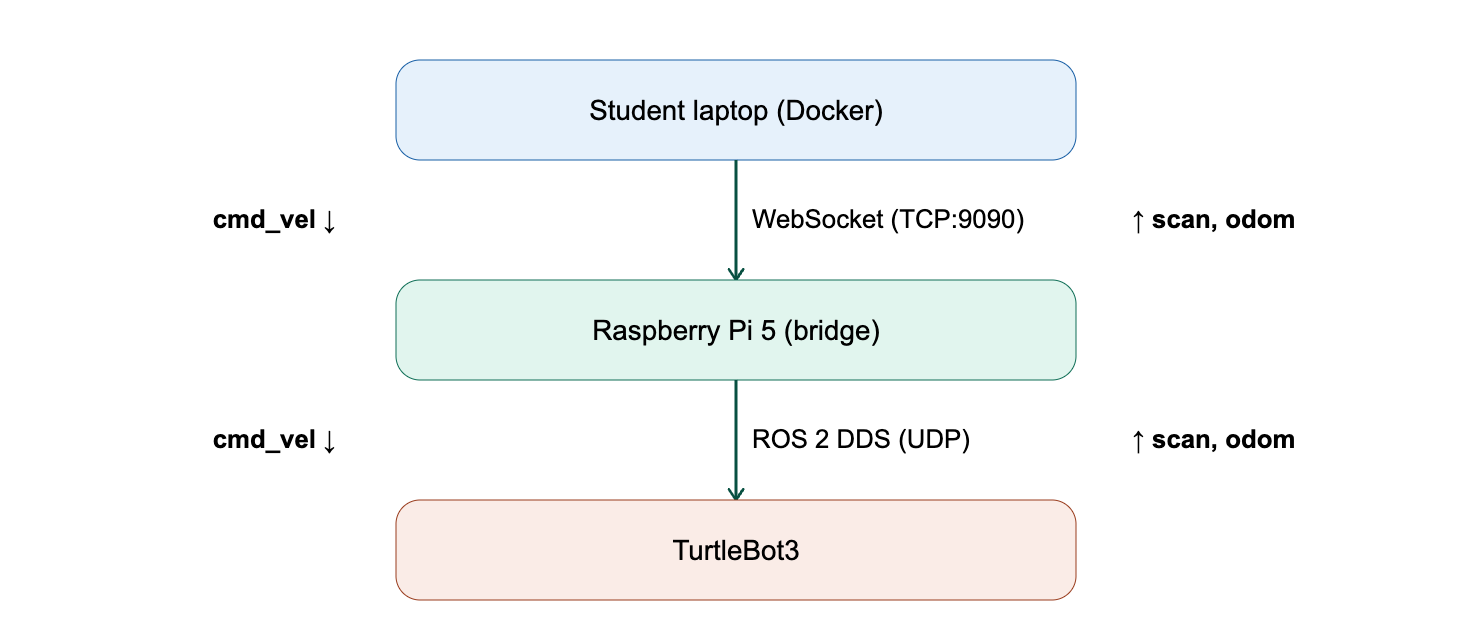 Student laptop (Docker)
cmd_vel ↓
WebSocket (TCP:9090)
↑ scan, odom
Raspberry Pi 5 (bridge)
cmd_vel ↓
ROS 2 DDS (UDP)
↑ scan, odom
TurtleBot3